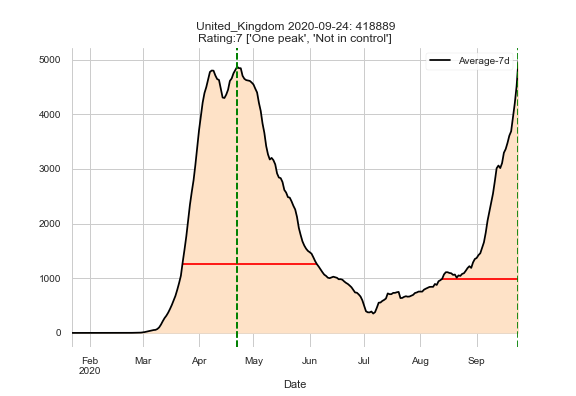 United_Kingdom 2020-09-24: 418889
Rating:7 ['One peak', 'Not in control']
Average-7d
5000
4000
3000
2000
1000
0
Feb Mar Apr May Jun Jul Aug Sep
2020
Date